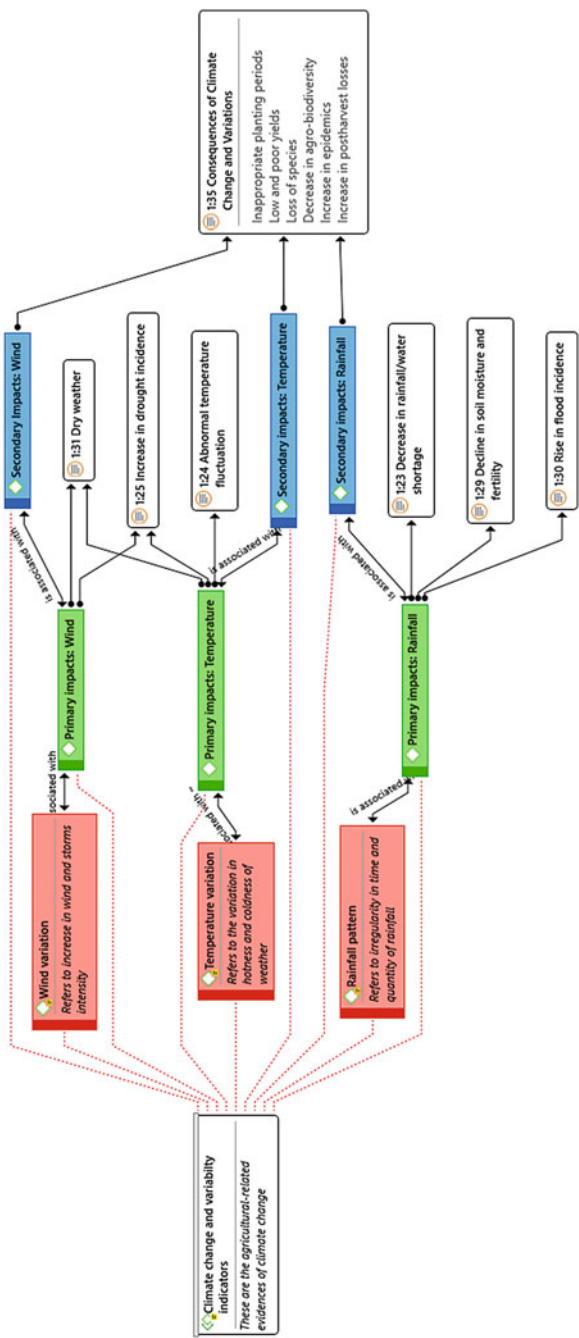 Climate change and variabilty
indicators
These are the agricultural-related
evidences of climate change
Wind variation
Refers to increase in wind and storms
intensity
Temperature variation
Refers to the variation in
hotness and coldness of
weather
Rainfall pattern
Refers to irregularity in time and
quantity of rainfall
sociated with
ociated with~
is associated
Primary impacts: Wind
Primary impacts: Temperature
Primary impacts: Rainfall
is associated with
is associated with
is associated with
Secondary Impacts: Wind
1:31 Dry weather
1:25 Increase in drought incidence
1:24 Abnormal temperature
fluctuation
Secondary impacts: Temperature
Secondary impacts: Rainfall
1:23 Decrease in rainfall/water
shortage
1:29 Decline in soil moisture and
fertility
1:30 Rise in flood incidence
1:35 Consequences of Climate
Change and Variations
Inappropriate planting periods
Low and poor yields
Loss of species
Decrease in agro-biodiversity
Increase in epidemics
Increase in postharvest losses